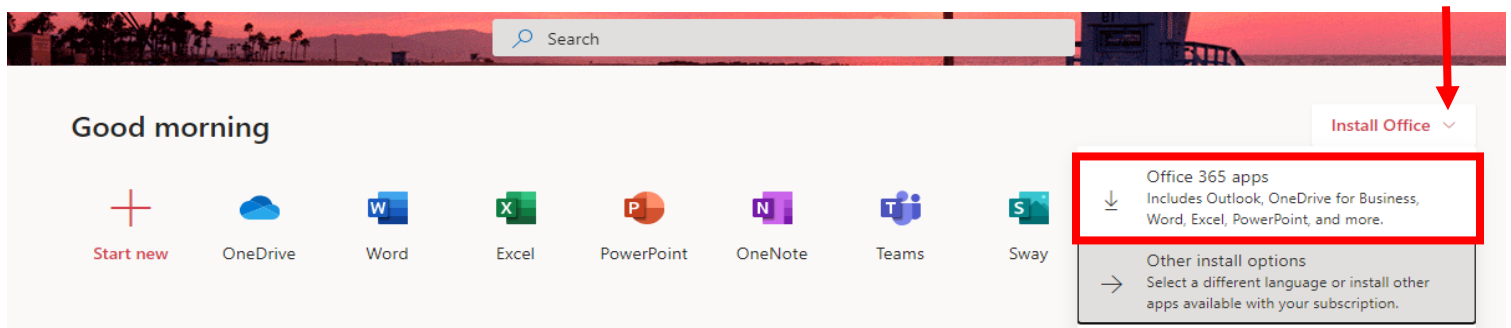 Search
Good morning
Install Office
Office 365 apps
Includes Outlook, OneDrive for Business,
Word, Excel, PowerPoint, and more.
Start new OneDrive Word Excel PowerPoint OneNote Teams Sway
Other install options
Select a different language or install other
apps available with your subscription.